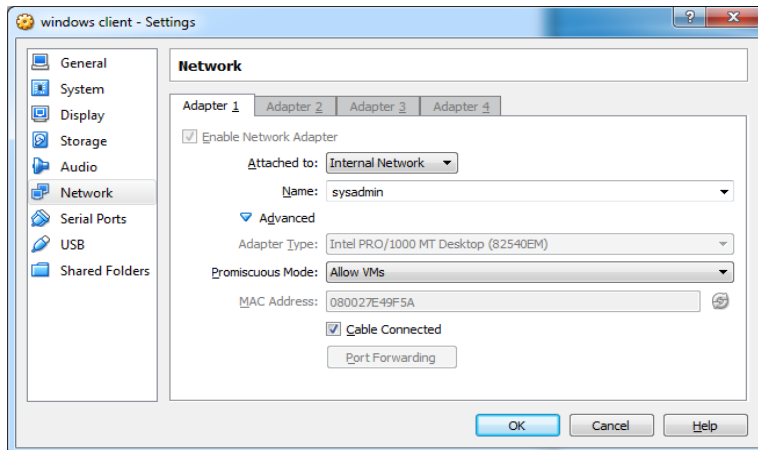 windows client - Settings
?
X
General
System
Display
Storage
Audio
Network
Serial Ports
USB
Shared Folders
Network
Adapter 1
Adapter 2
Adapter 3
Adapter 4
Enable Network Adapter
Attached to: Internal Network
Name: sysadmin
Advanced
Adapter Type: Intel PRO/1000 MT Desktop (82540EM)
Promiscuous Mode: Allow VMs
MAC Address: 080027E49F5A
Cable Connected
Port Forwarding
OK
Cancel
Help